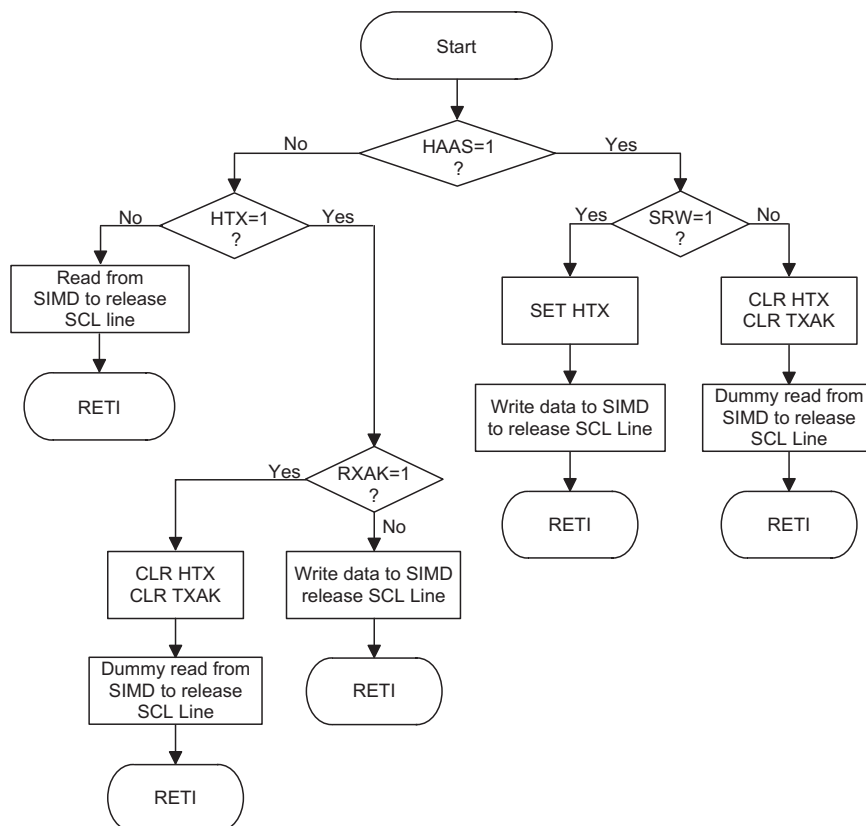 Start
HAAS=1
?
No
Yes
HTX=1
?
No
Yes
SRW=1
?
Yes
No
Read from
SIMD to release
SCL line
RETI
SET HTX
CLR HTX
CLR TXAK
Write data to SIMD
to release SCL Line
Dummy read from
SIMD to release
SCL Line
RETI
RETI
RXAK=1
?
Yes
No
CLR HTX
CLR TXAK
Write data to SIMD
release SCL Line
Dummy read from
SIMD to release
SCL Line
RETI
RETI